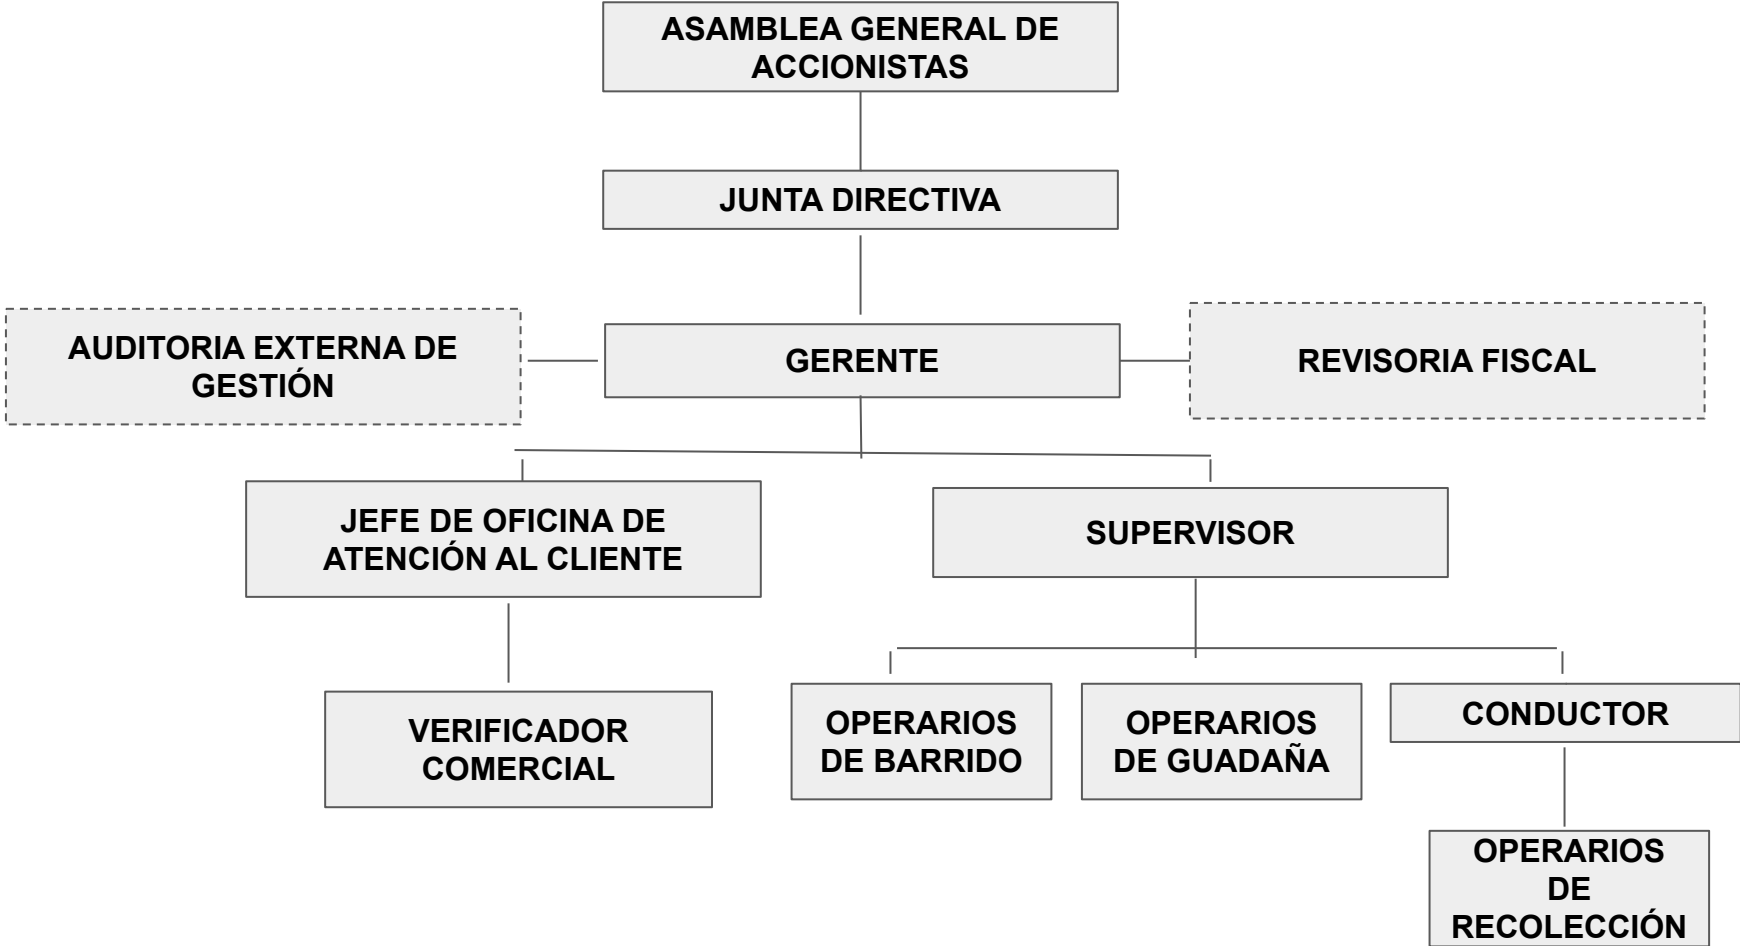 ASAMBLEA GENERAL DE
ACCIONISTAS
JUNTA DIRECTIVA
AUDITORIA EXTERNA DE
GESTIÓN
GERENTE
REVISORIA FISCAL
JEFE DE OFICINA DE
ATENCIÓN AL CLIENTE
SUPERVISOR
VERIFICADOR
COMERCIAL
OPERARIOS
DE BARRIDO
OPERARIOS
DE GUADAÑA
CONDUCTOR
OPERARIOS
DE
RECOLECCIÓN